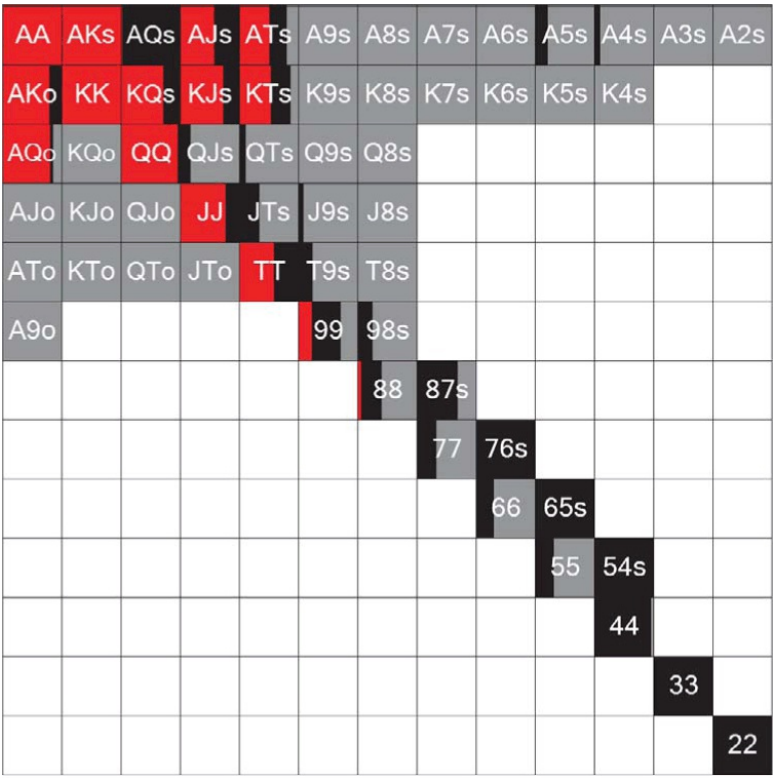 AA AKs AQs AJs ATs A9s A8s A7s A6s A5s A4s A3s A2s
AKo KK KQs KJs KTs K9s K8s K7s K6s K5s K4s
AQo KQo QQ QJs QTs Q9s Q8s
AJo KJo QJo JJ JTs J9s J8s
ATo KTo QTo JTo TT T9s T8s
A9o 99 98s
88 87s
77 76s
66 65s
55 54s
44
33
22